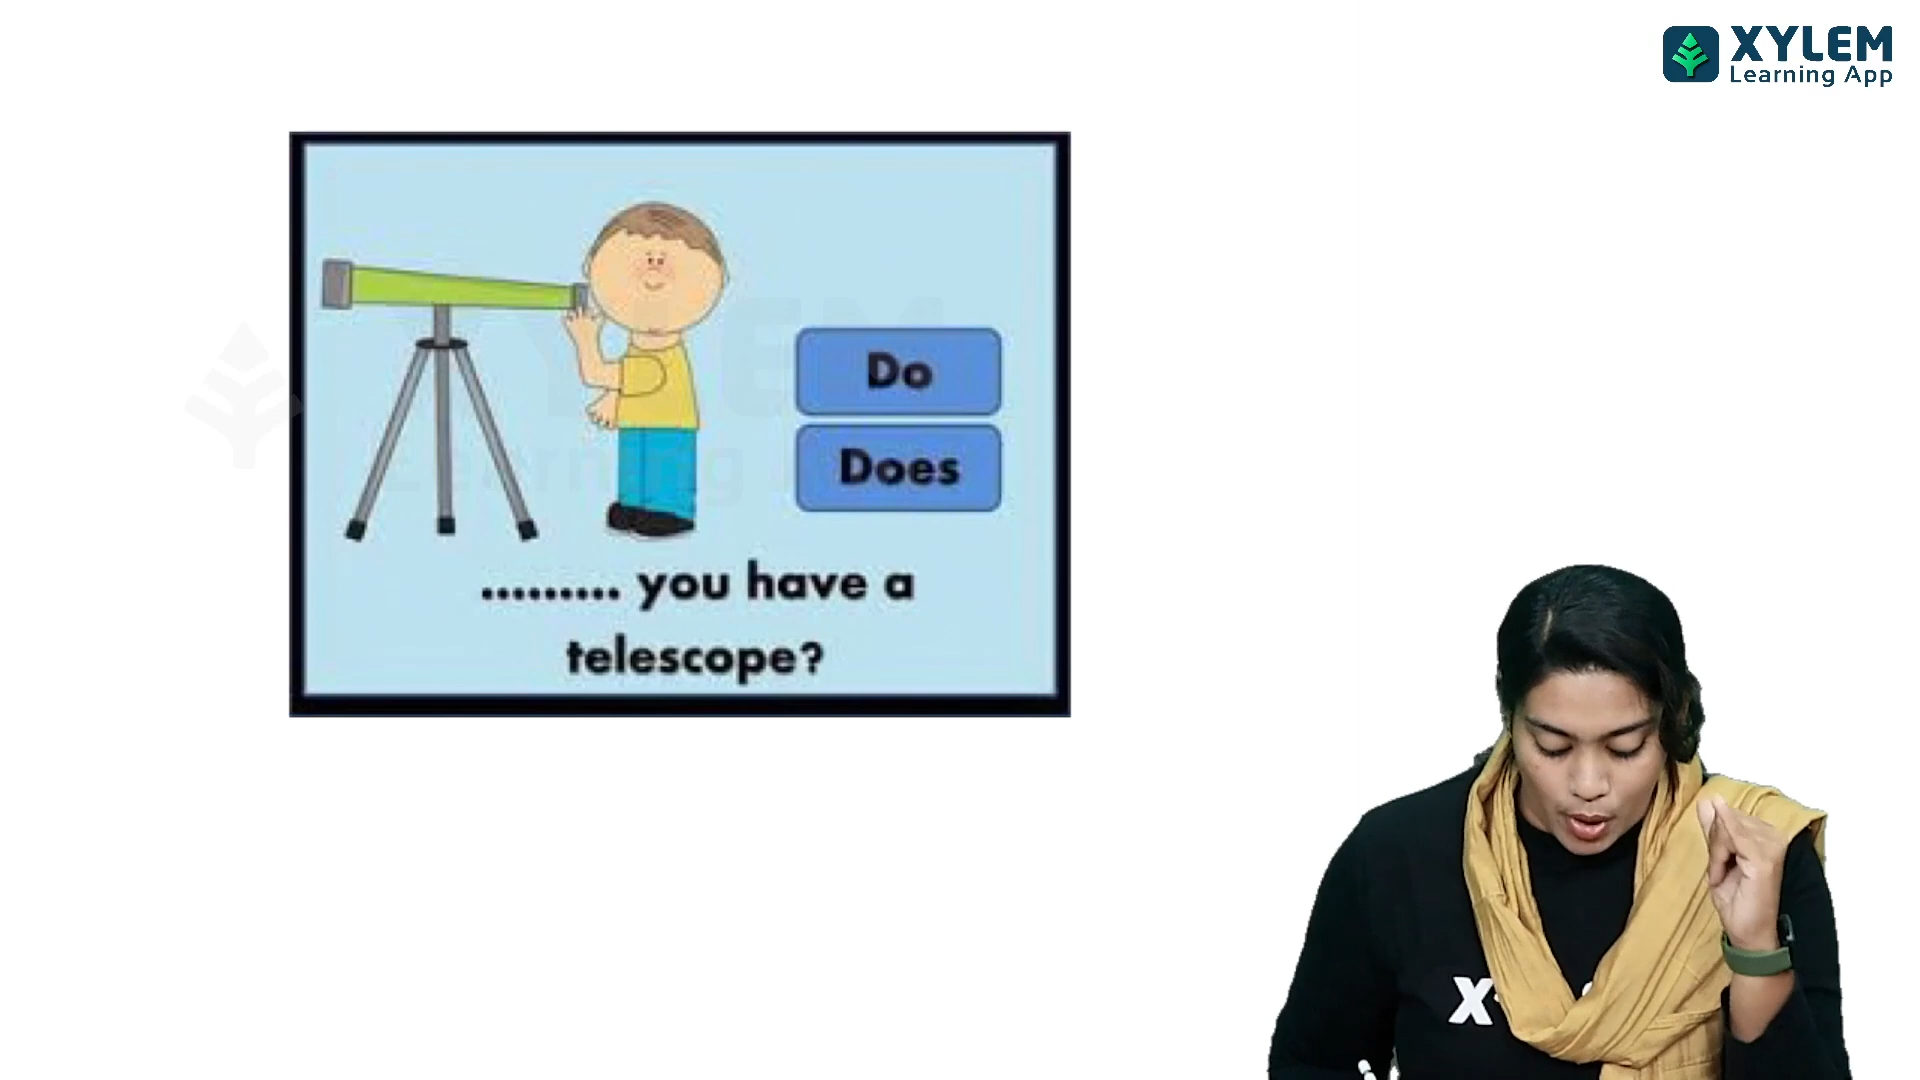 XYLEM
Learning App
Do
Does
......... you have a
telescope?
X